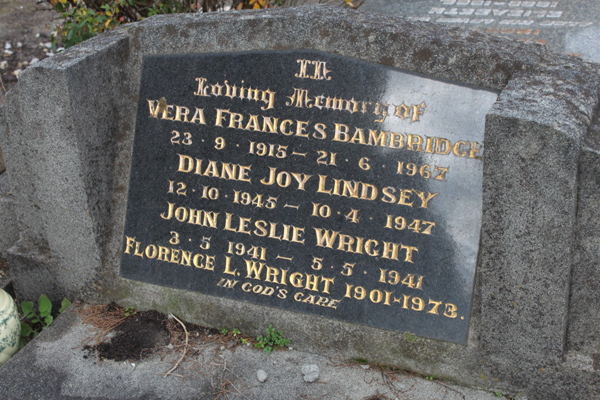 In
Loving Memory of
VERA FRANCES BAMBRIDGE
23 · 9 · 1915 — 21 · 6 · 1967
DIANE JOY LINDSEY
12 · 10 · 1945 — 10 · 4 · 1947
JOHN LESLIE WRIGHT
3 · 5 · 1941 — 5 · 5 · 1941
FLORENCE L. WRIGHT 1901-1973.
IN GOD'S CARE